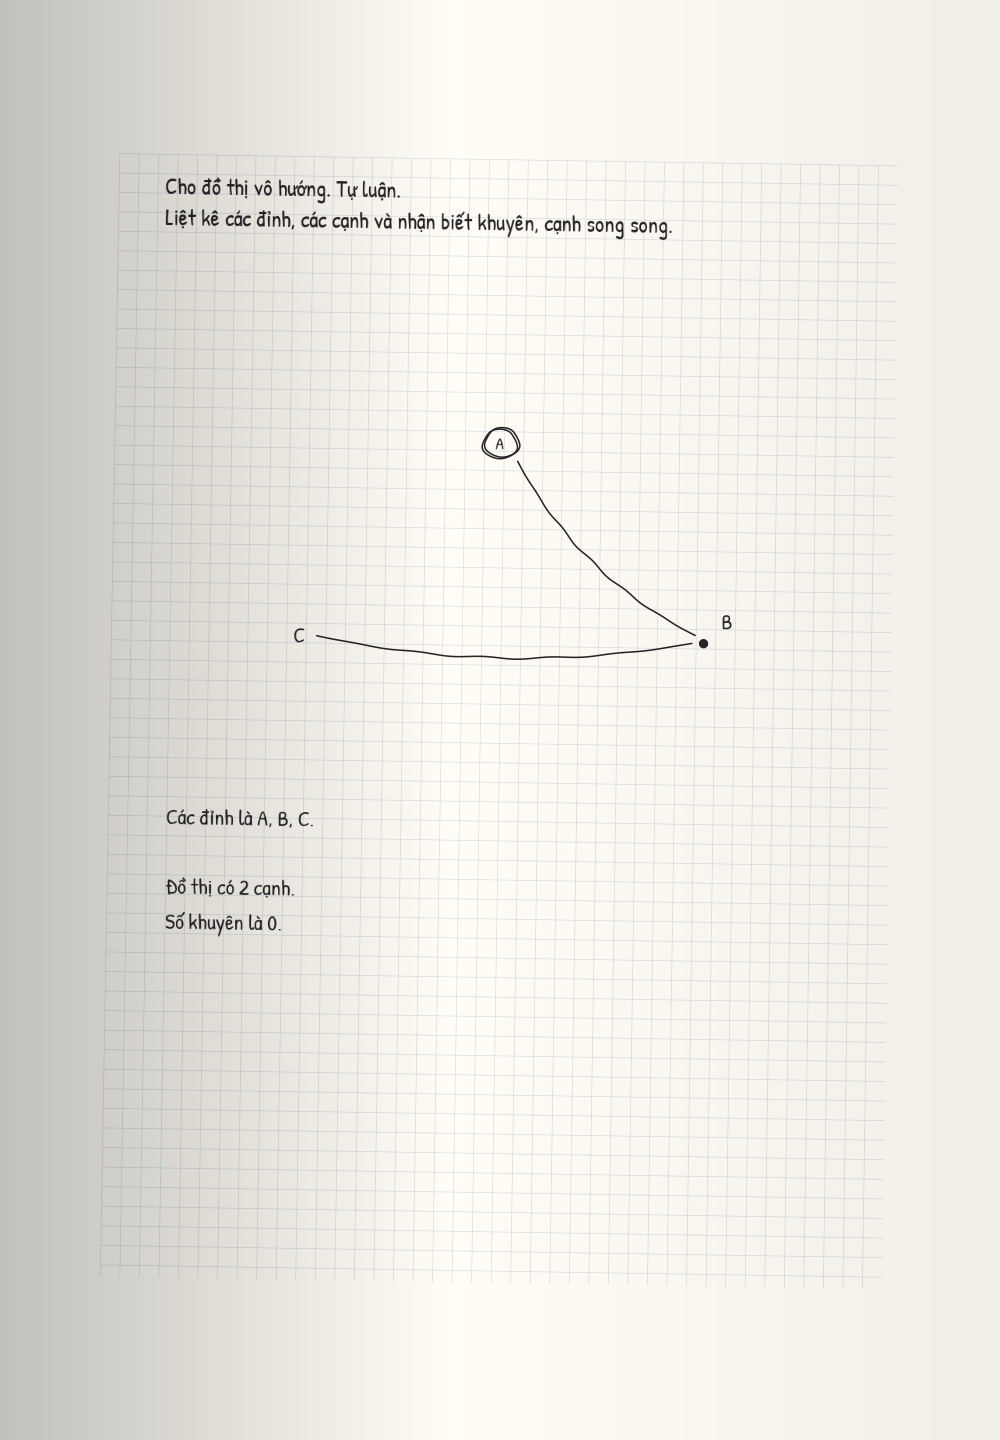 Cho đồ thị vô hướng. Tự luận.
Liệt kê các đỉnh, các cạnh và nhận biết khuyên, cạnh song song.
A
B
C
Các đỉnh là A, B, C.
Đồ thị có 2 cạnh.
Số khuyên là 0.